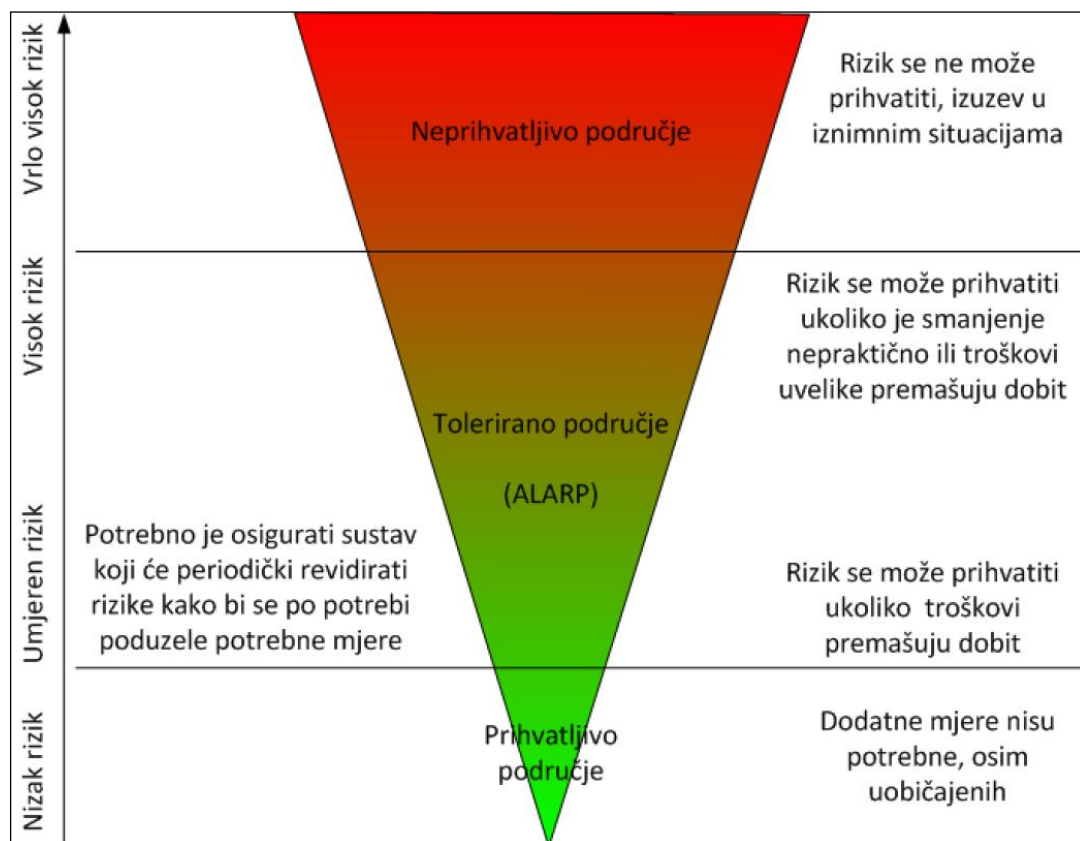 Vrlo visok rizik
Neprihvatljivo područje
Rizik se ne može
prihvatiti, izuzev u
iznimnim situacijama
Visok rizik
Rizik se može prihvatiti
ukoliko je smanjenje
nepraktično ili troškovi
uvelike premašuju dobit
Tolerirano područje
(ALARP)
Umjeren rizik
Potrebno je osigurati sustav
koji će periodički revidirati
rizike kako bi se po potrebi
poduzele potrebne mjere
Rizik se može prihvatiti
ukoliko troškovi
premašuju dobit
Nizak rizik
Prihvatljivo
područje
Dodatne mjere nisu
potrebne, osim
uobičajenih